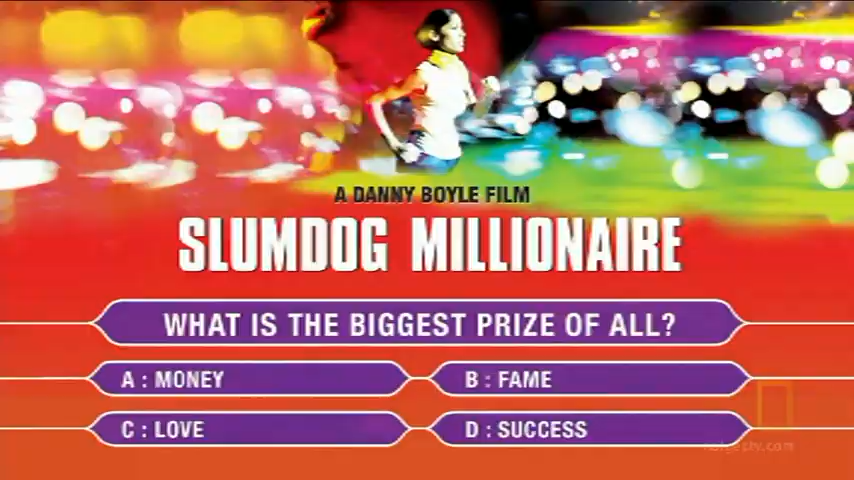 A DANNY BOYLE FILM
SLUMDOG MILLIONAIRE
WHAT IS THE BIGGEST PRIZE OF ALL?
A : MONEY
B : FAME
C : LOVE
D : SUCCESS